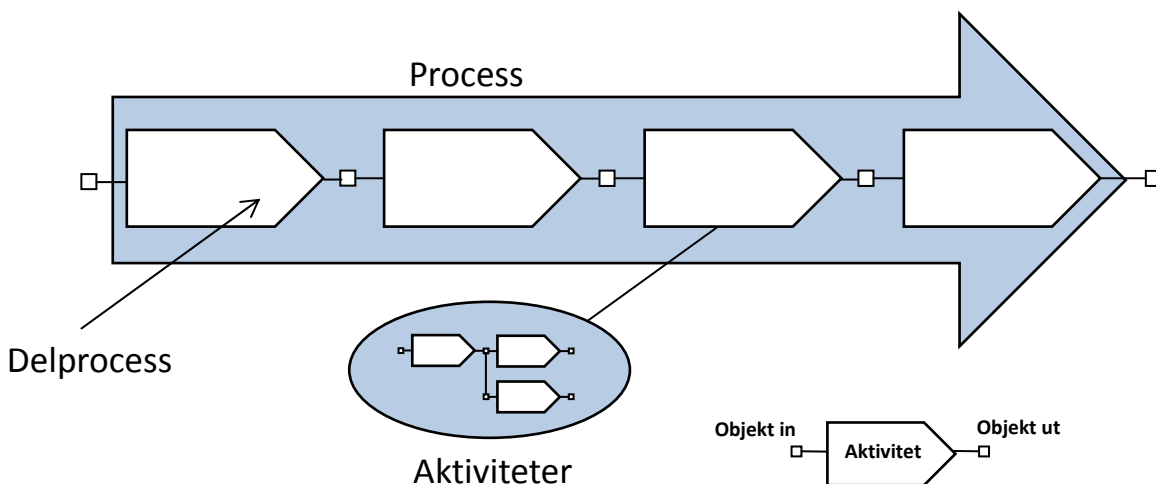 Process
Delprocess
Aktiviteter
Objekt in
Aktivitet
Objekt ut